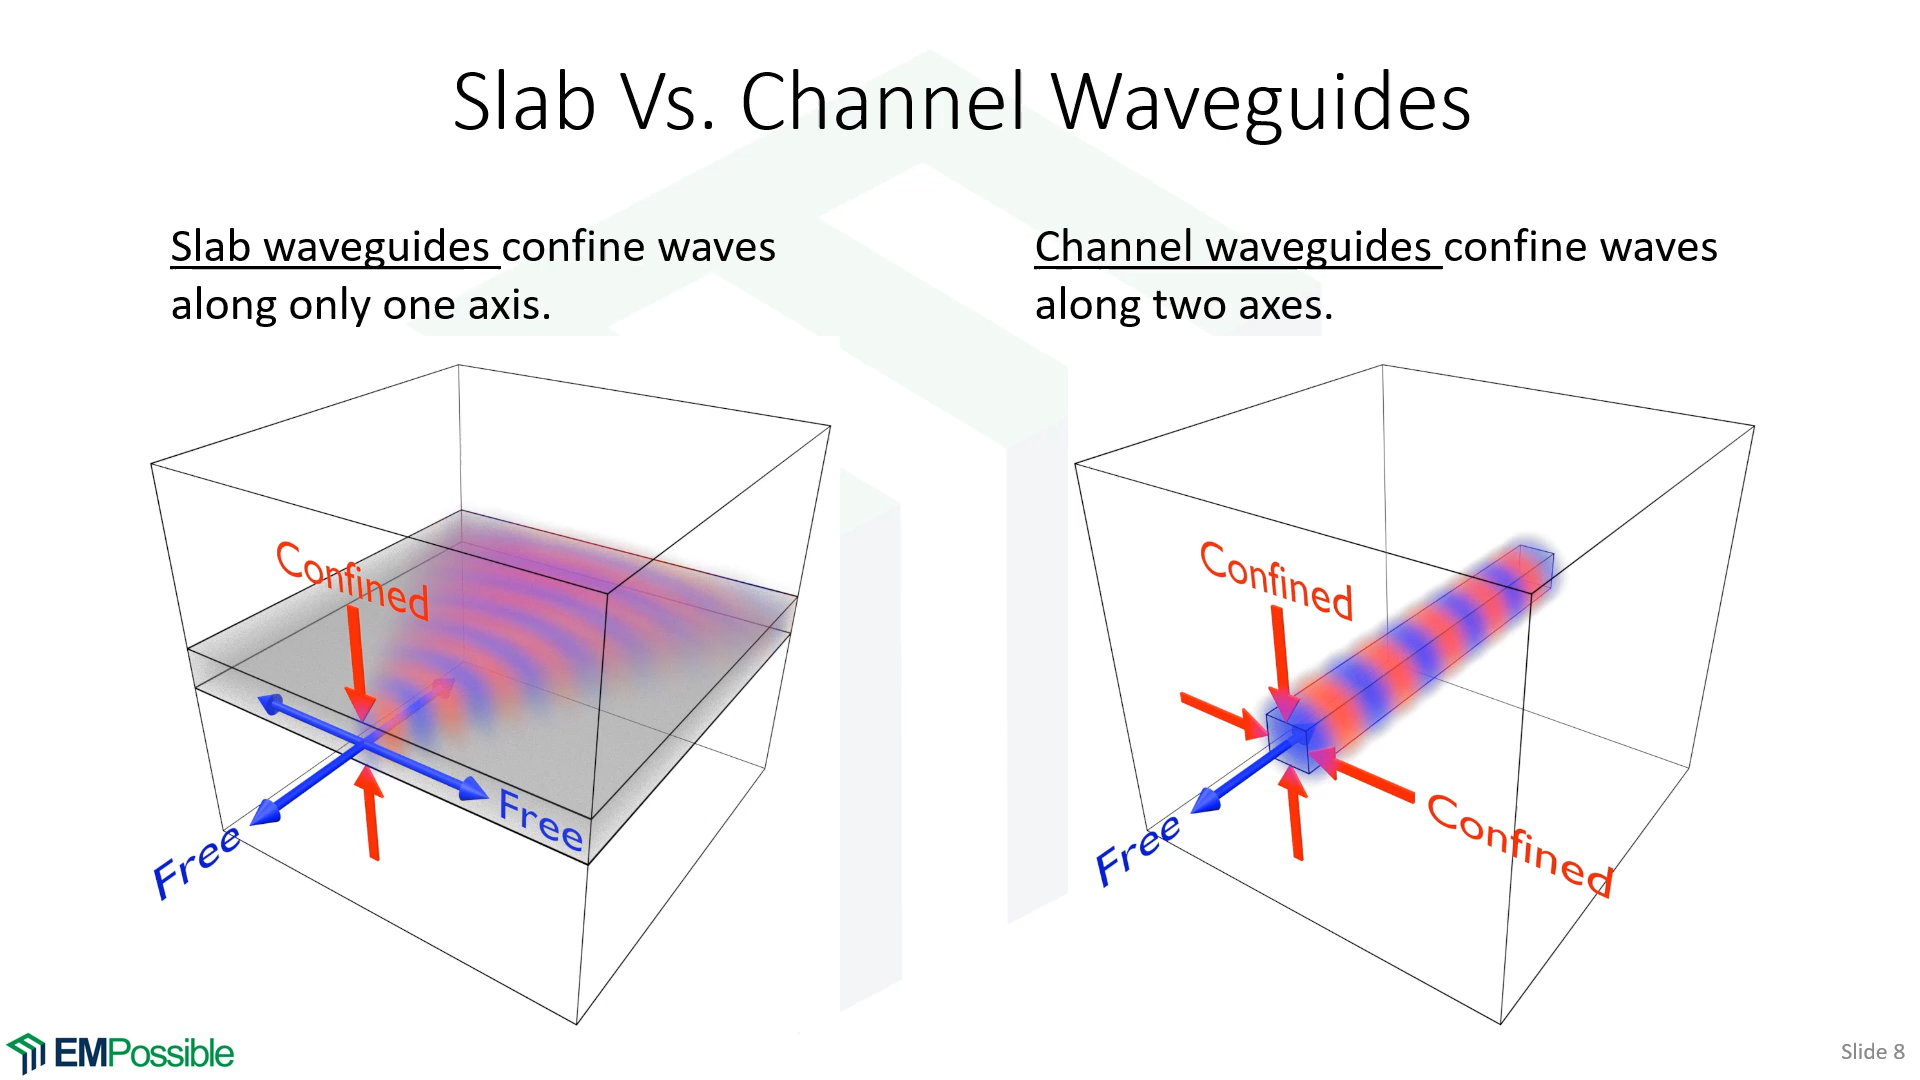 Slab Vs. Channel Waveguides
Slab waveguides confine waves
along only one axis.
Confined
Free
Free
Channel waveguides confine waves
along two axes.
Confined
Confined
Free
EMPossible
Slide 8